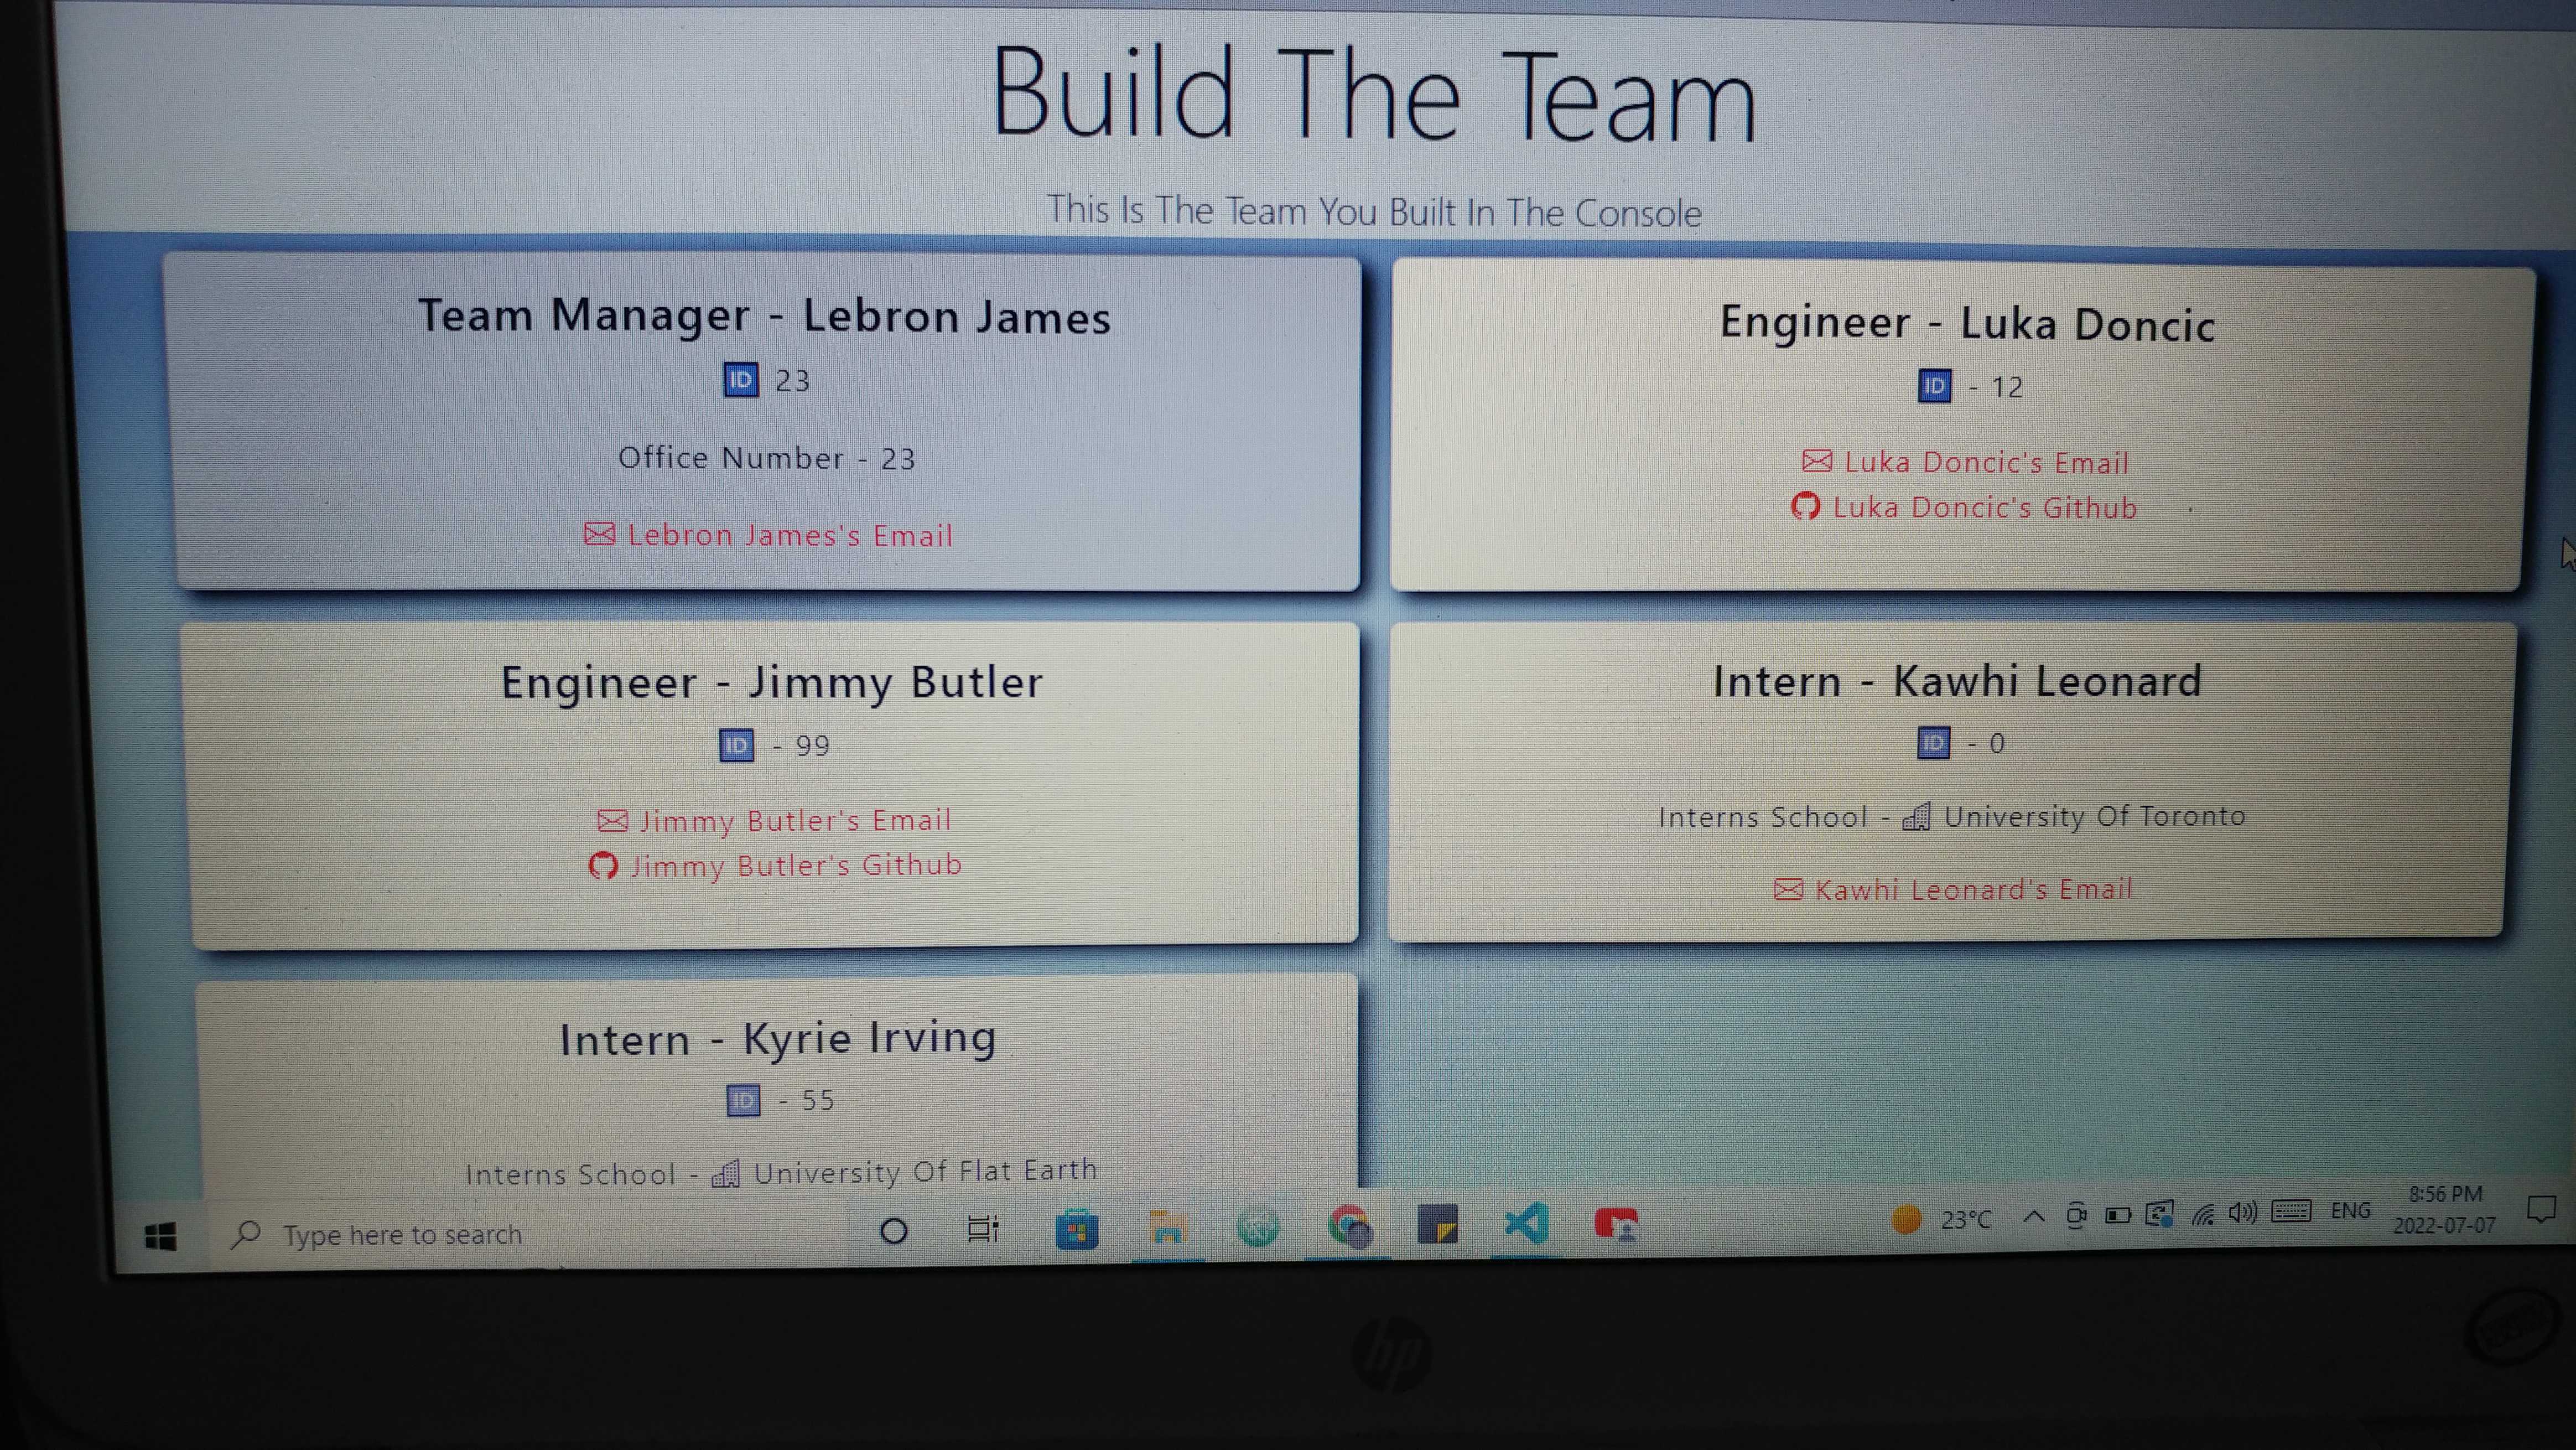 Build The Team
This Is The Team You Built In The Console
Team Manager - Lebron James
ID 23
Office Number - 23
Lebron James's Email
Engineer - Luka Doncic
ID - 12
Luka Doncic's Email
Luka Doncic's Github
Engineer - Jimmy Butler
ID - 99
Jimmy Butler's Email
Jimmy Butler's Github
Intern - Kawhi Leonard
ID - 0
Interns School - University Of Toronto
Kawhi Leonard's Email
Intern - Kyrie Irving
ID - 55
Interns School - University Of Flat Earth
Type here to search
23°C
ENG
8:56 PM
2022-07-07
hp